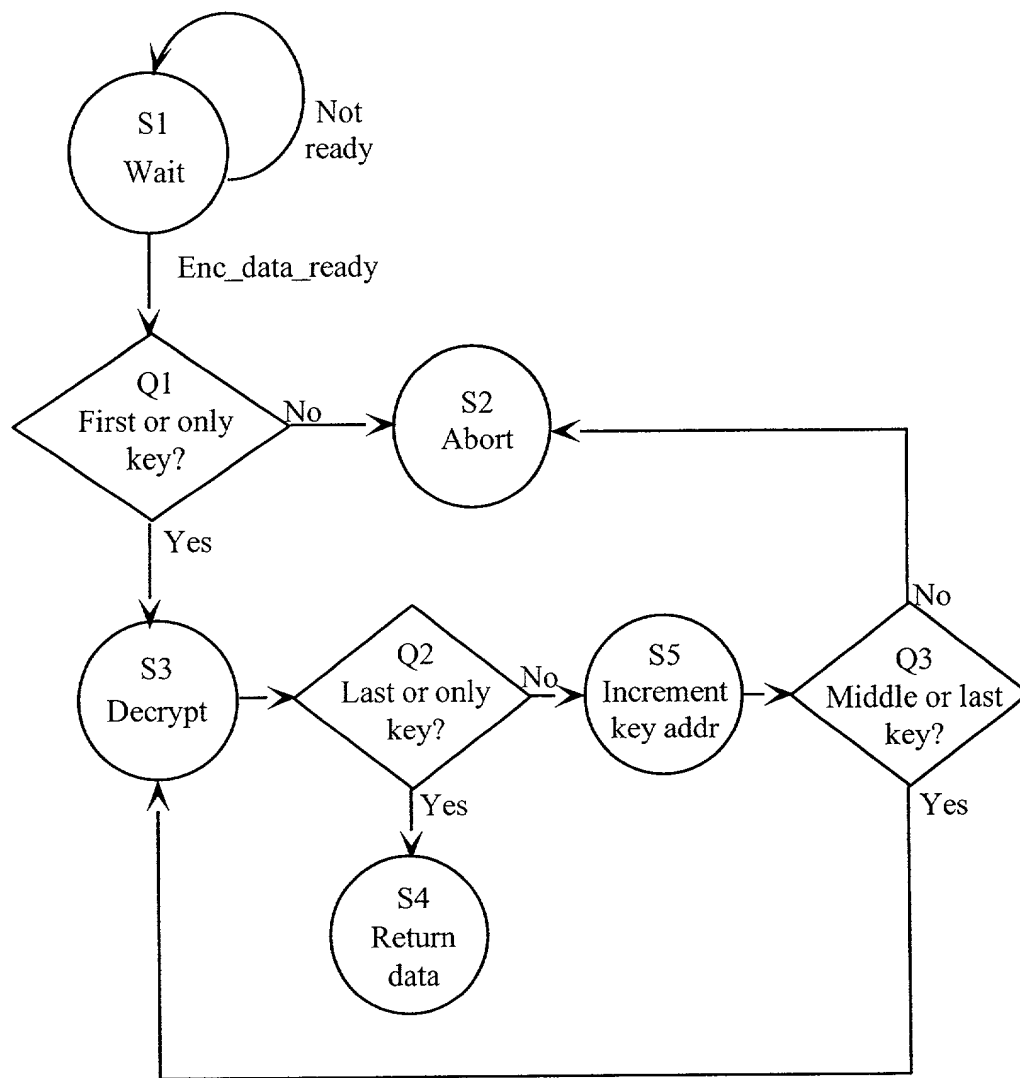 S1
Wait
Not
ready
Enc_data_ready
Q1
First or only
key?
No
Yes
S2
Abort
S3
Decrypt
Q2
Last or only
key?
No
Yes
S4
Return
data
S5
Increment
key addr
Q3
Middle or last
key?
No
Yes